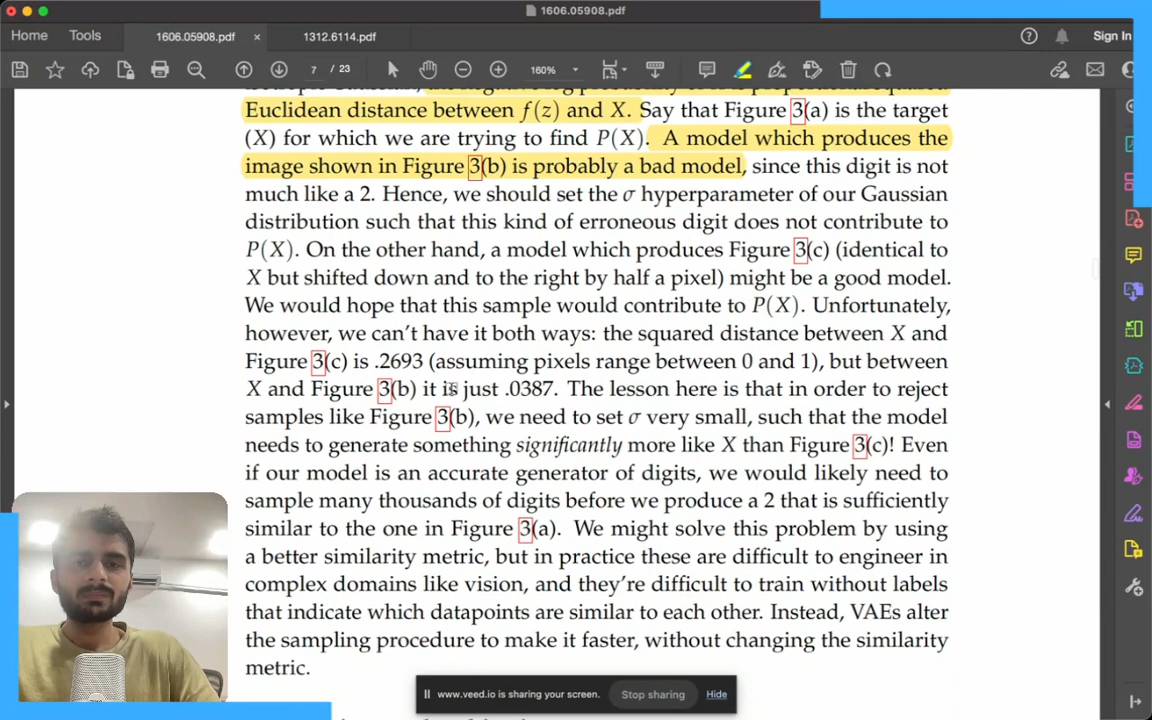 1606.05908.pdf
Home Tools 1606.05908.pdf × 1312.6114.pdf Sign In
7 / 23 160%
Euclidean distance between f(z) and X. Say that Figure 3(a) is the target
(X) for which we are trying to find P(X). A model which produces the
image shown in Figure 3(b) is probably a bad model, since this digit is not
much like a 2. Hence, we should set the σ hyperparameter of our Gaussian
distribution such that this kind of erroneous digit does not contribute to
P(X). On the other hand, a model which produces Figure 3(c) (identical to
X but shifted down and to the right by half a pixel) might be a good model.
We would hope that this sample would contribute to P(X). Unfortunately,
however, we can't have it both ways: the squared distance between X and
Figure 3(c) is .2693 (assuming pixels range between 0 and 1), but between
X and Figure 3(b) it is just .0387. The lesson here is that in order to reject
samples like Figure 3(b), we need to set σ very small, such that the model
needs to generate something significantly more like X than Figure 3(c)! Even
if our model is an accurate generator of digits, we would likely need to
sample many thousands of digits before we produce a 2 that is sufficiently
similar to the one in Figure 3(a). We might solve this problem by using
a better similarity metric, but in practice these are difficult to engineer in
complex domains like vision, and they're difficult to train without labels
that indicate which datapoints are similar to each other. Instead, VAEs alter
the sampling procedure to make it faster, without changing the similarity
metric.
www.veed.io is sharing your screen. Stop sharing Hide